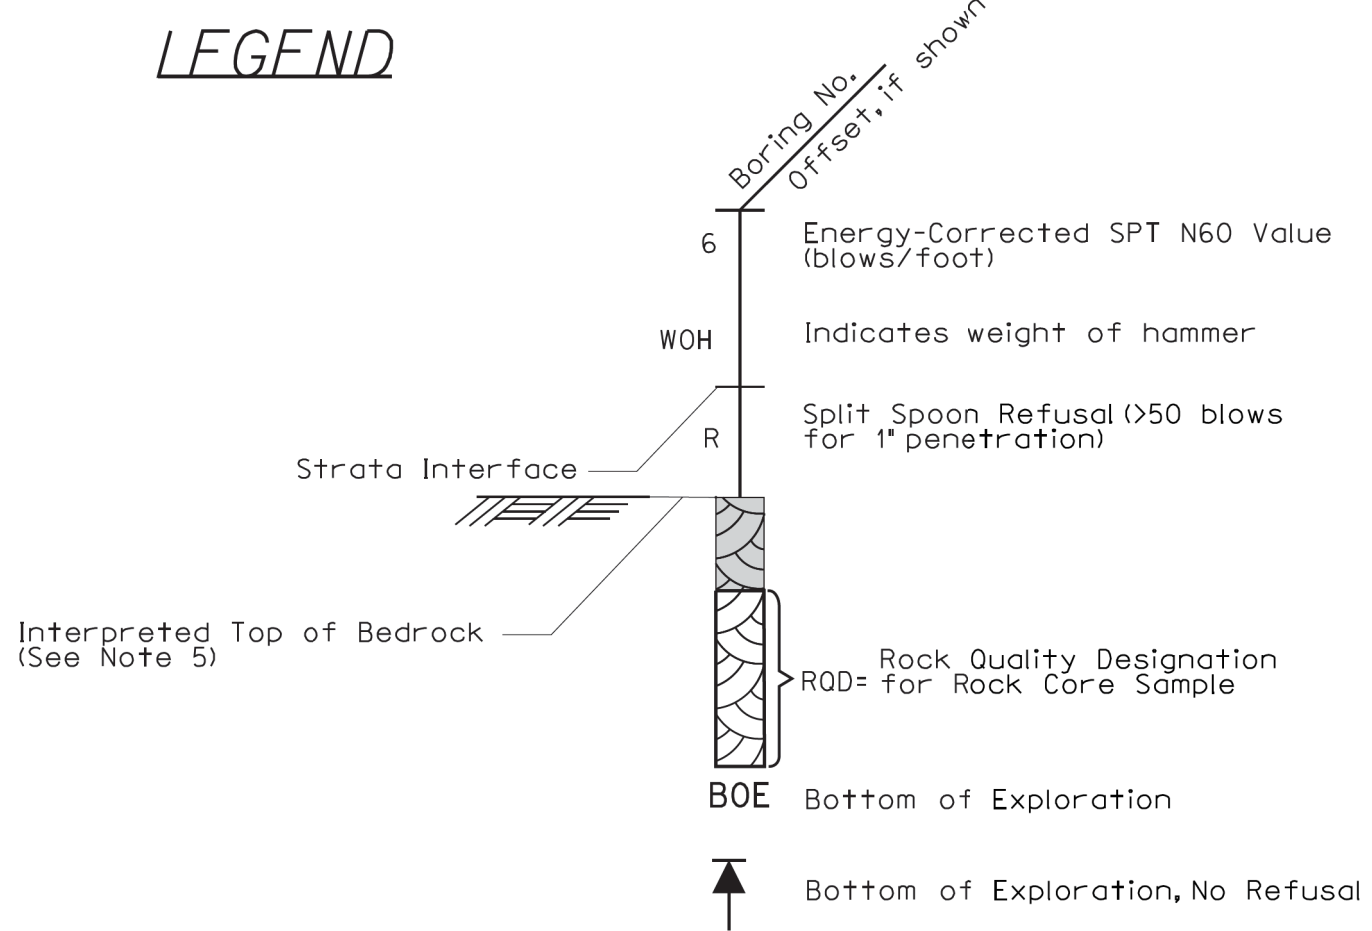 LEGEND
Boring No.
Offset, if shown
6
Energy-Corrected SPT N60 Value
(blows/foot)
WOH
Indicates weight of hammer
R
Split Spoon Refusal (>50 blows
for 1" penetration)
Strata Interface
Interpreted Top of Bedrock
(See Note 5)
RQD= Rock Quality Designation
for Rock Core Sample
BOE
Bottom of Exploration
Bottom of Exploration, No Refusal